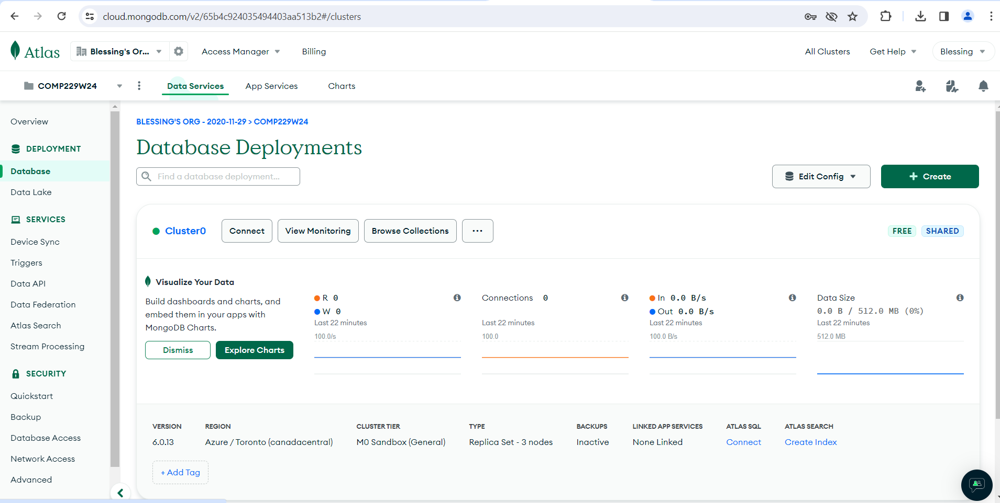 cloud.mongodb.com/v2/65b4c924035494403aa513b2#/clusters
Atlas
Blessing's Or...
Access Manager
Billing
All Clusters
Get Help
Blessing
COMP229W24
Data Services
App Services
Charts
Overview
DEPLOYMENT
Database
Data Lake
SERVICES
Device Sync
Triggers
Data API
Data Federation
Atlas Search
Stream Processing
SECURITY
Quickstart
Backup
Database Access
Network Access
Advanced
BLESSING'S ORG - 2020-11-29 > COMP229W24
Database Deployments
Find a database deployment...
Edit Config
+ Create
Cluster0
Connect
View Monitoring
Browse Collections
...
FREE
SHARED
Visualize Your Data
Build dashboards and charts, and
embed them in your apps with
MongoDB Charts.
Dismiss
Explore Charts
R 0
W 0
Last 22 minutes
100.0/s
Connections 0
Last 22 minutes
100.0
In 0.0 B/s
Out 0.0 B/s
Last 22 minutes
100.0 B/s
Data Size
0.0 B / 512.0 MB (0%)
Last 22 minutes
512.0 MB
VERSION
6.0.13
REGION
Azure / Toronto (canadacentral)
CLUSTER TIER
M0 Sandbox (General)
TYPE
Replica Set - 3 nodes
BACKUPS
Inactive
LINKED APP SERVICES
None Linked
ATLAS SQL
Connect
ATLAS SEARCH
Create Index
+ Add Tag